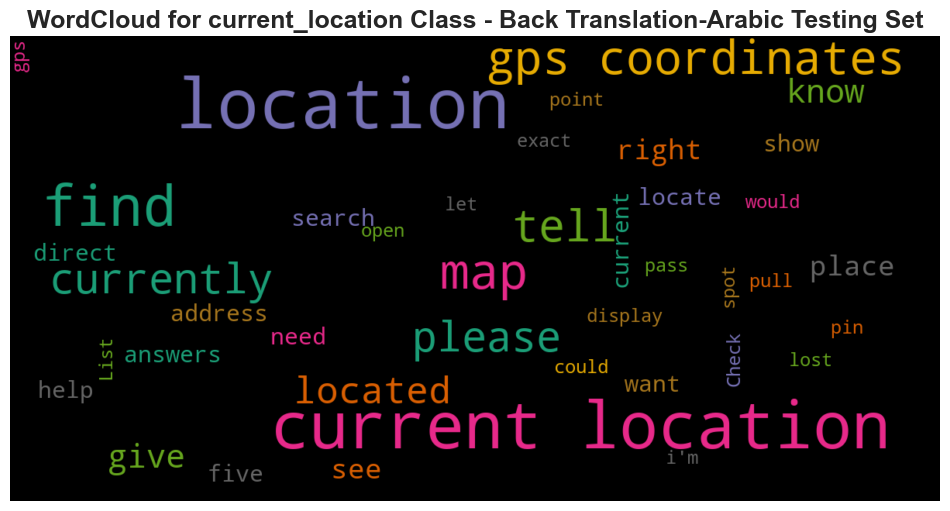 WordCloud for current_location Class - Back Translation-Arabic Testing Set
gps
gps coordinates
location
know
point
exact
right
show
find
search
let
current
locate
would
open
tell
direct
currently
map
pass
spot
pull
place
address
display
need
please
pin
List
answers
could
Check
lost
help
located
want
current location
give
five
see
i'm